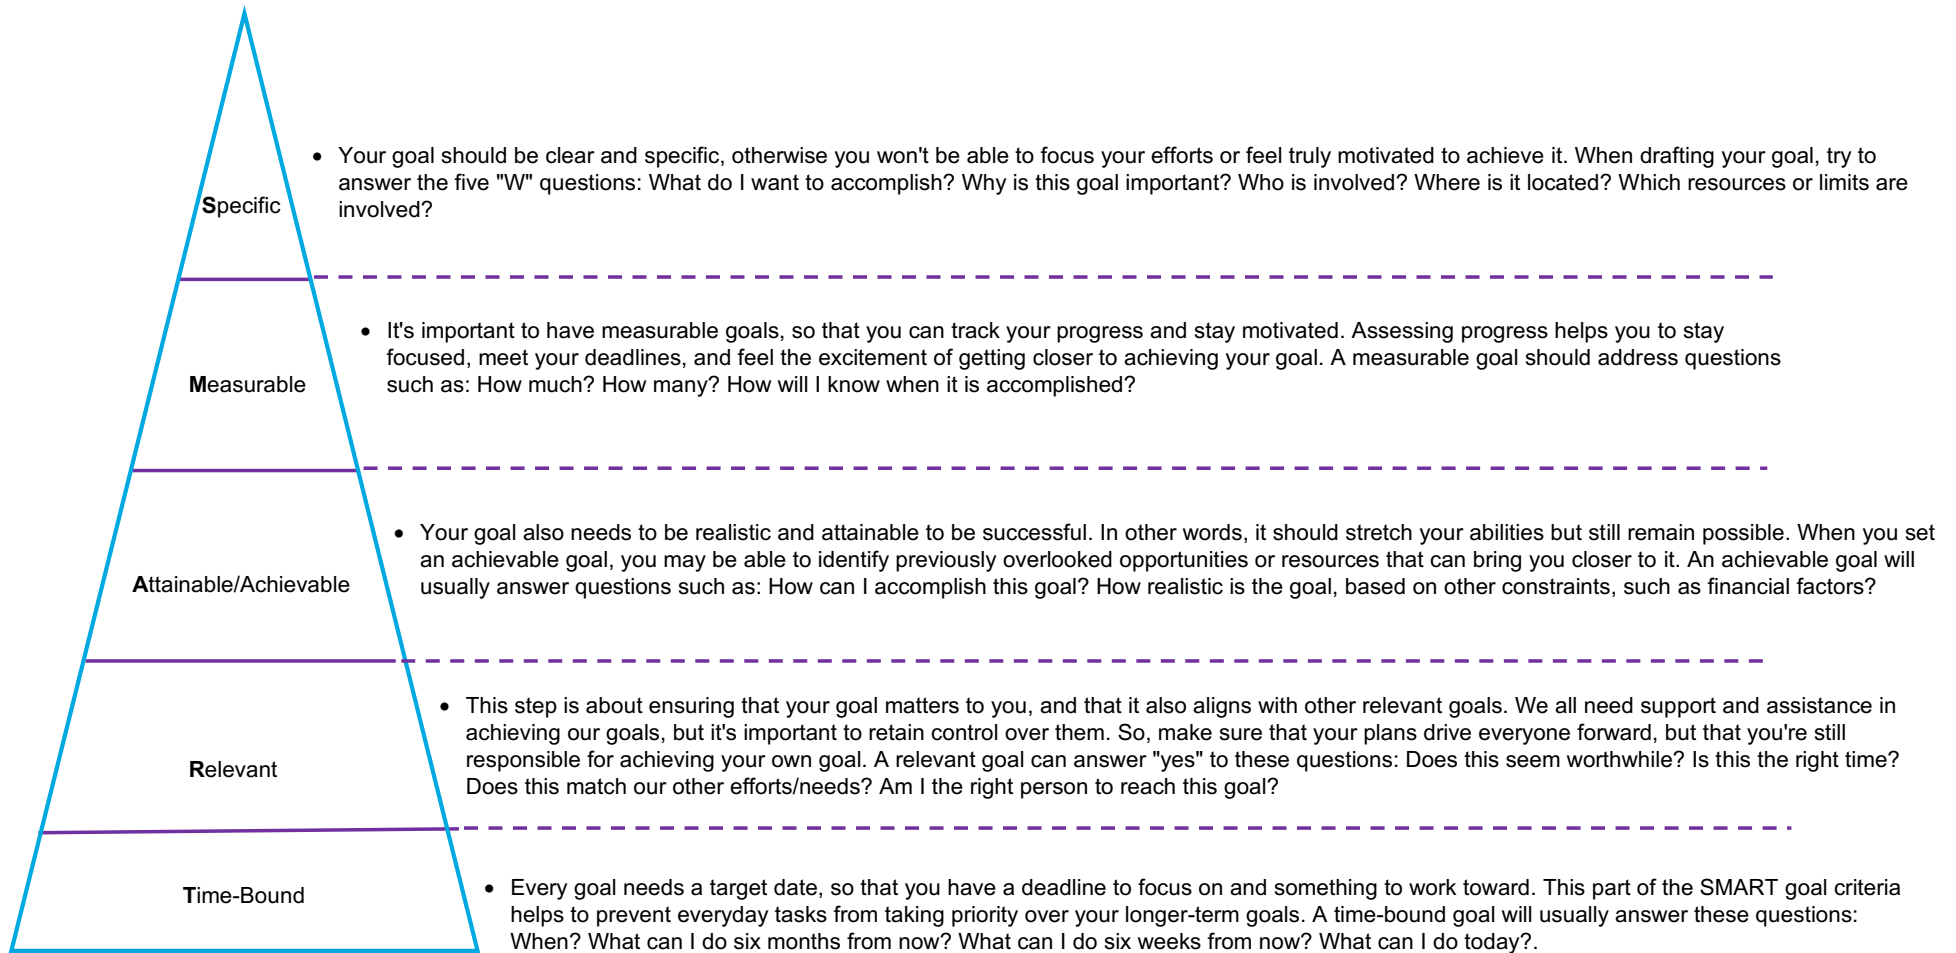 Specific
• Your goal should be clear and specific, otherwise you won't be able to focus your efforts or feel truly motivated to achieve it. When drafting your goal, try to
answer the five "W" questions: What do I want to accomplish? Why is this goal important? Who is involved? Where is it located? Which resources or limits are
involved?
Measurable
• It's important to have measurable goals, so that you can track your progress and stay motivated. Assessing progress helps you to stay
focused, meet your deadlines, and feel the excitement of getting closer to achieving your goal. A measurable goal should address questions
such as: How much? How many? How will I know when it is accomplished?
Attainable/Achievable
• Your goal also needs to be realistic and attainable to be successful. In other words, it should stretch your abilities but still remain possible. When you set
an achievable goal, you may be able to identify previously overlooked opportunities or resources that can bring you closer to it. An achievable goal will
usually answer questions such as: How can I accomplish this goal? How realistic is the goal, based on other constraints, such as financial factors?
Relevant
• This step is about ensuring that your goal matters to you, and that it also aligns with other relevant goals. We all need support and assistance in
achieving our goals, but it's important to retain control over them. So, make sure that your plans drive everyone forward, but that you're still
responsible for achieving your own goal. A relevant goal can answer "yes" to these questions: Does this seem worthwhile? Is this the right time?
Does this match our other efforts/needs? Am I the right person to reach this goal?
Time-Bound
• Every goal needs a target date, so that you have a deadline to focus on and something to work toward. This part of the SMART goal criteria
helps to prevent everyday tasks from taking priority over your longer-term goals. A time-bound goal will usually answer these questions:
When? What can I do six months from now? What can I do six weeks from now? What can I do today?.